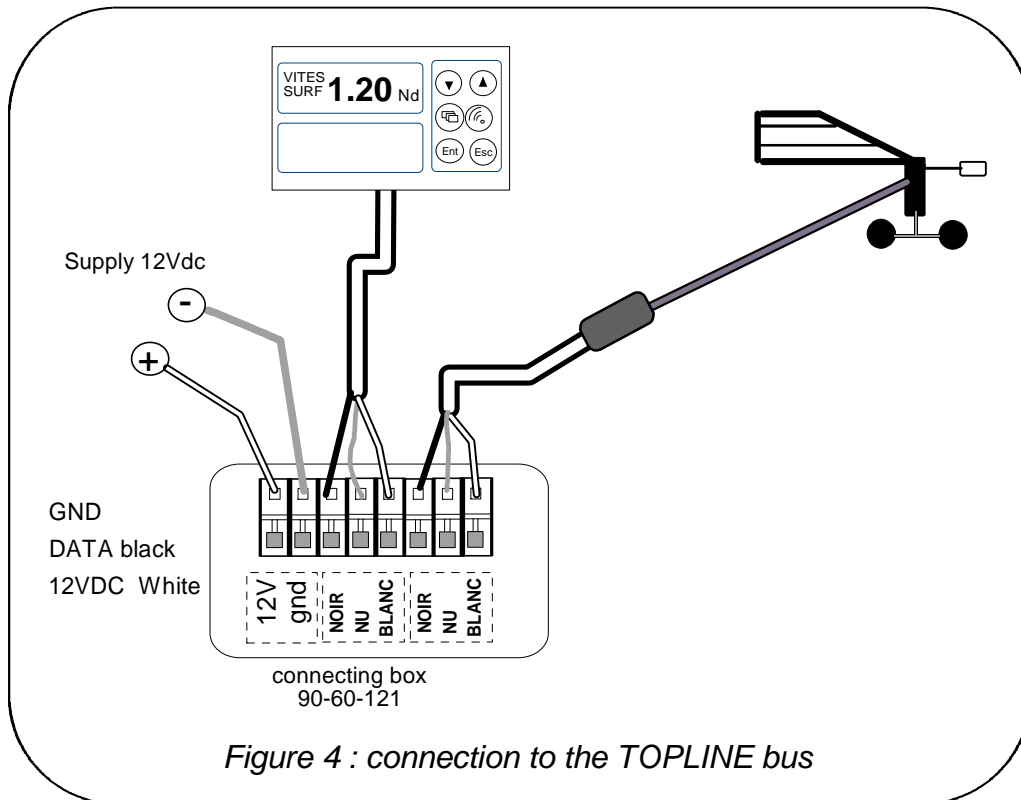 VITES
SURF 1.20 Nd
Ent Esc
Supply 12Vdc
-
+
GND
DATA black
12VDC White
12V
gnd
NOIR
NU
BLANC
NOIR
NU
BLANC
connecting box
90-60-121
Figure 4 : connection to the TOPLINE bus